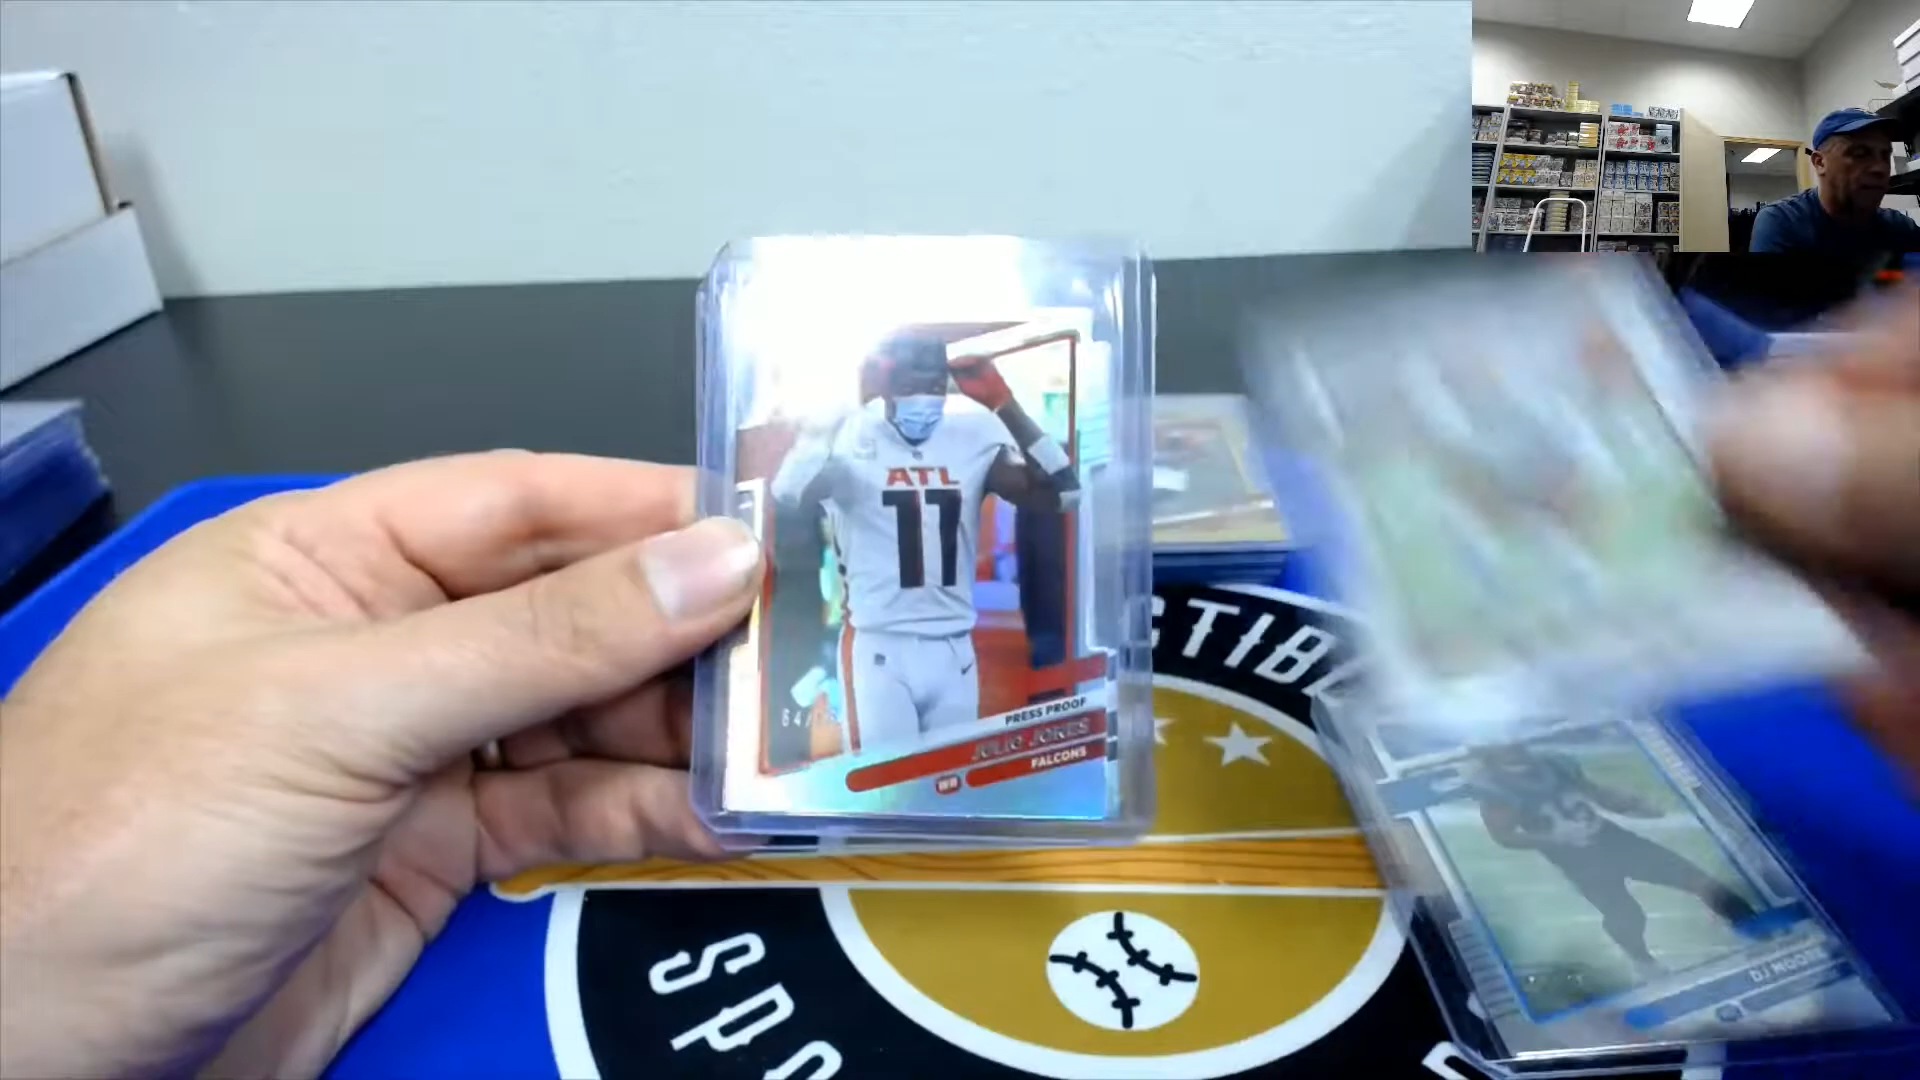 ATL
11
PRESS PROOF
JULIO JONES
WR
FALCONS
CTIB
DJ MOORE
Spo